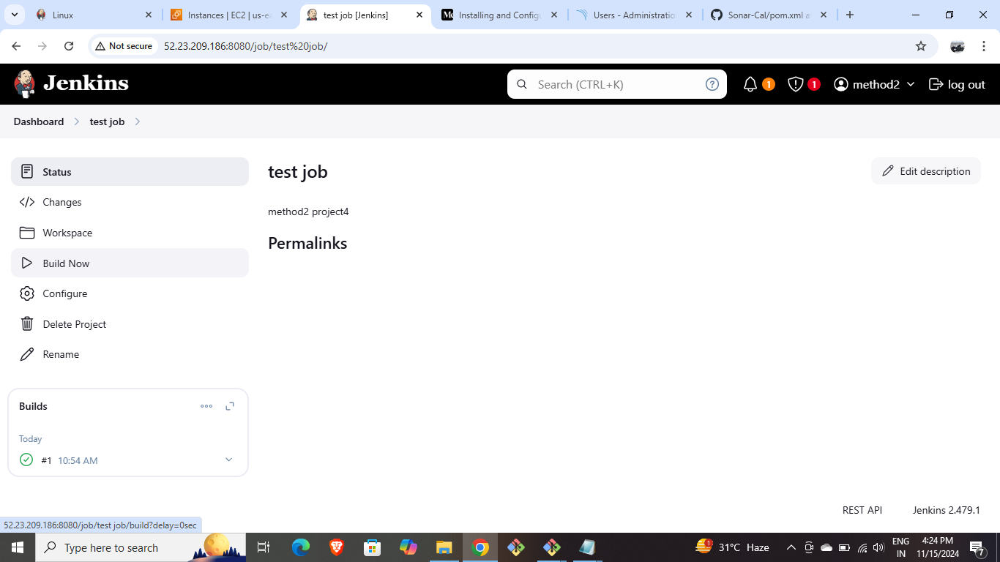 Linux
Instances | EC2 | us-ea
test job [Jenkins]
Installing and Configu
Users - Administratio
Sonar-Cal/pom.xml a
Not secure
52.23.209.186:8080/job/test%20job/
Jenkins
Search (CTRL+K)
1
1
method2
log out
Dashboard
test job
Status
Changes
Workspace
Build Now
Configure
Delete Project
Rename
test job
Edit description
method2 project4
Permalinks
Builds
Today
#1 10:54 AM
REST API
Jenkins 2.479.1
52.23.209.186:8080/job/test job/build?delay=0sec
Type here to search
31°C Haze
ENG
IN
4:24 PM
11/15/2024
7